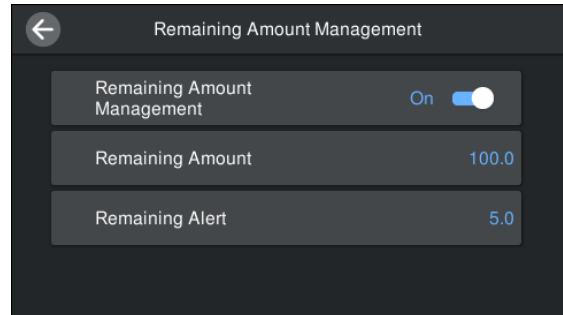 Remaining Amount Management
Remaining Amount
Management
On
Remaining Amount
100.0
Remaining Alert
5.0